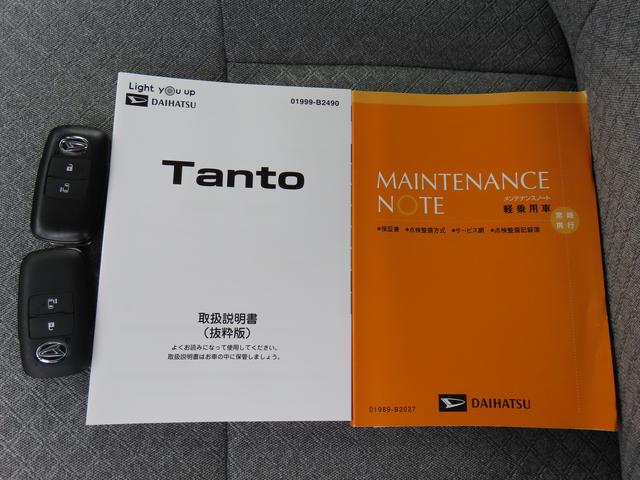 Light you up
DAIHATSU
01999-B2490
Tanto
取扱説明書
(抜粋版)
よくお読みになって使用してください。
取扱説明書はお車の中に保管しましょう。
MAINTENANCE
NOTE
メンテナンスノート
軽乗用車
常時
携行
●保証書 ●点検整備方式 ●サービス網 ●点検整備記録簿
01989-B2027
DAIHATSU